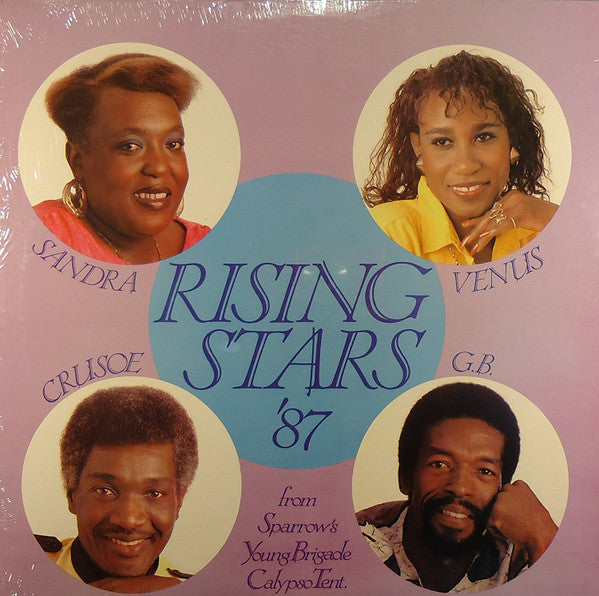 SANDRA
VENUS
RISING
STARS
'87
CRUSOE
G.B.
from
Sparrow's
Young Brigade
Calypso Tent.